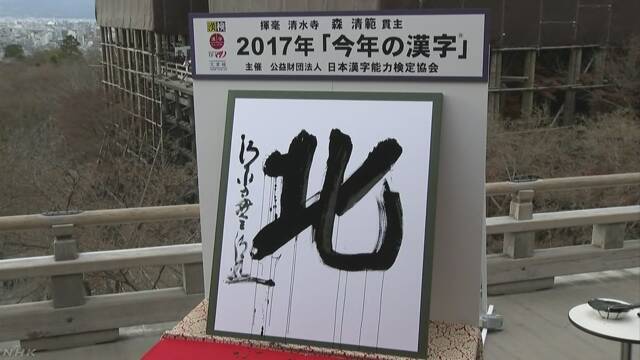 漢検
揮毫 清水寺 森 清範 貫主
2017年「今年の漢字」®
主催 公益財団法人 日本漢字能力検定協会
北
NHK